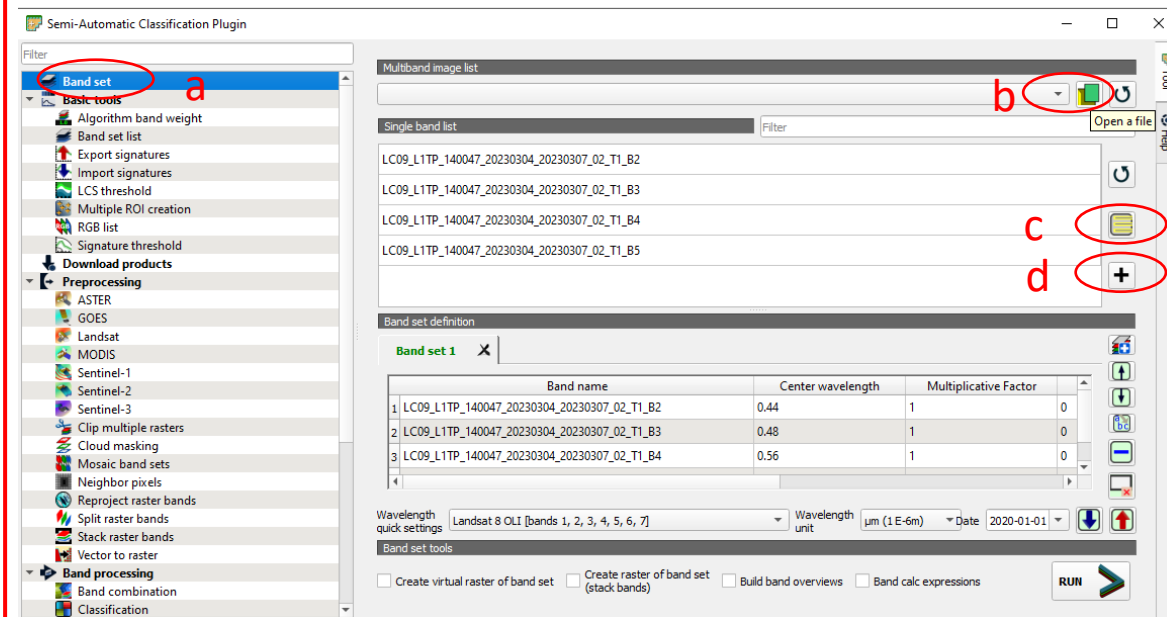 Semi-Automatic Classification Plugin
Filter
Band set
a
Basic tools
Algorithm band weight
Band set list
Export signatures
Import signatures
LCS threshold
Multiple ROI creation
RGB list
Signature threshold
Download products
Preprocessing
ASTER
GOES
Landsat
MODIS
Sentinel-1
Sentinel-2
Sentinel-3
Clip multiple rasters
Cloud masking
Mosaic band sets
Neighbor pixels
Reproject raster bands
Split raster bands
Stack raster bands
Vector to raster
Band processing
Band combination
Classification
Multiband image list
b
Open a file
Single band list
Filter
LC09_L1TP_140047_20230304_20230307_02_T1_B2
LC09_L1TP_140047_20230304_20230307_02_T1_B3
LC09_L1TP_140047_20230304_20230307_02_T1_B4
c
LC09_L1TP_140047_20230304_20230307_02_T1_B5
d
Band set definition
Band set 1
Band name Center wavelength Multiplicative Factor
1 LC09_L1TP_140047_20230304_20230307_02_T1_B2 0.44 1 0
2 LC09_L1TP_140047_20230304_20230307_02_T1_B3 0.48 1 0
3 LC09_L1TP_140047_20230304_20230307_02_T1_B4 0.56 1 0
Wavelength
quick settings
Landsat 8 OLI [bands 1, 2, 3, 4, 5, 6, 7]
Wavelength
unit
µm (1 E-6m)
Date 2020-01-01
Band set tools
Create virtual raster of band set
Create raster of band set
(stack bands)
Build band overviews
Band calc expressions
RUN